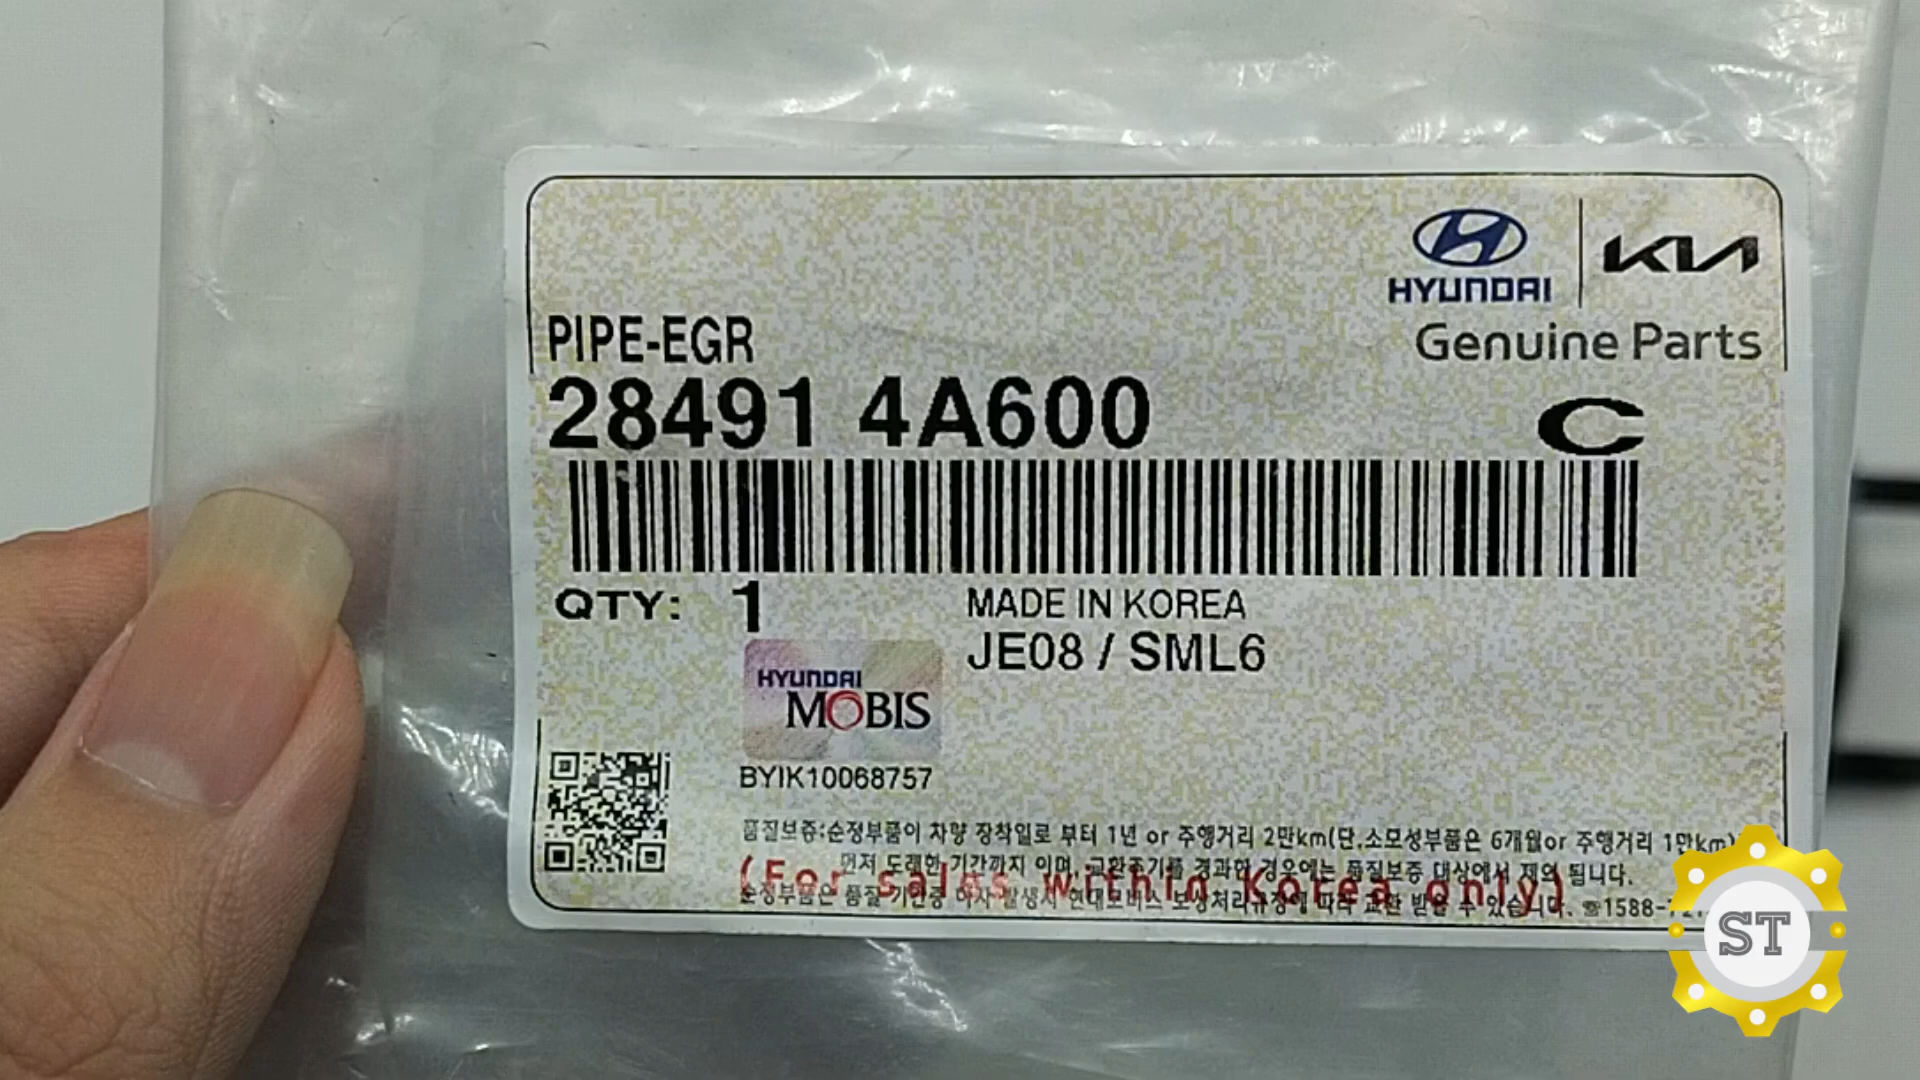 HYUNDAI
KIA
Genuine Parts
PIPE-EGR
28491 4A600
C
QTY: 1
MADE IN KOREA
JE08 / SML6
HYUNDAI
MOBIS
BYIK10068757
품질보증:순정부품이 차량 장착일로 부터 1년 or 주행거리 2만km(단,소모성부품은 6개월or 주행거리 1만km)
먼저 도래한 기간까지 이며, 교환주기를 경과한 경우에는 품질보증 대상에서 제외 됩니다.
(For sales within Korea only)
순정부품은 품질 발생시 현대모비스 보상처리규정에 따라 교환 받을 수 있습니다. ☎1588-
ST